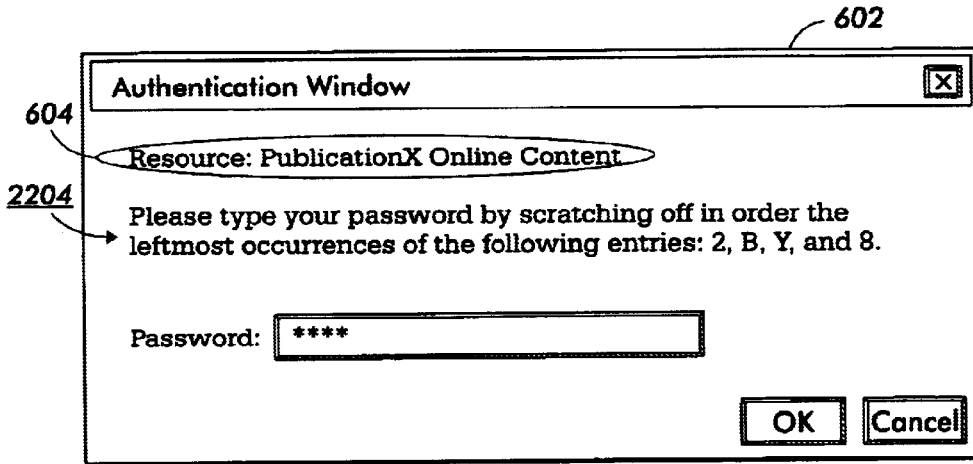 602
Authentication Window
X
604
Resource: PublicationX Online Content
2204
Please type your password by scratching off in order the
leftmost occurrences of the following entries: 2, B, Y, and 8.
Password: ****
OK Cancel